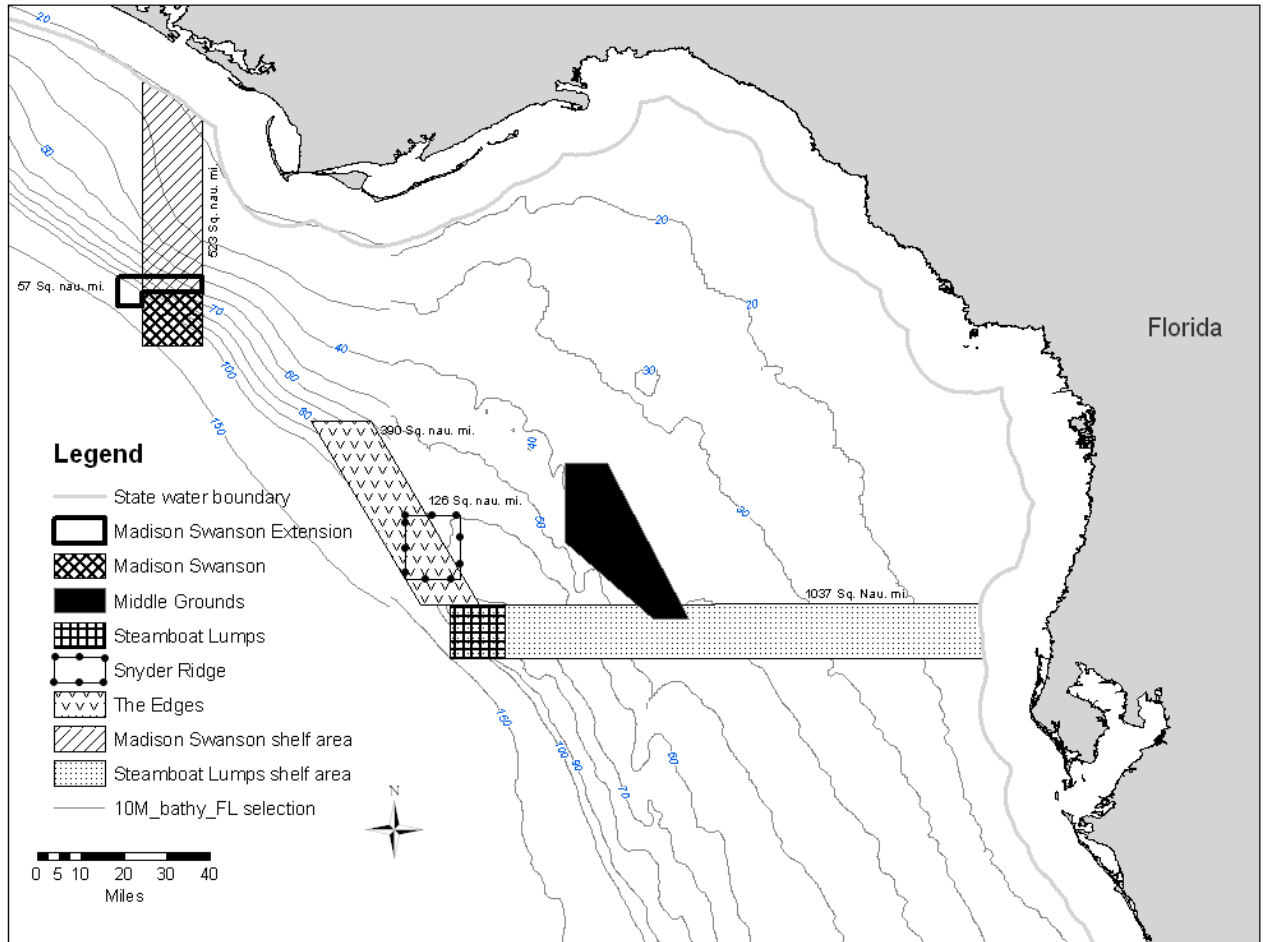 20
50
523 Sq. nau. mi.
57 Sq. nau. mi.
70
100
150
40
60
80
20
20
30
40
50
30
390 Sq. nau. mi.
126 Sq. nau. mi.
1037 Sq. Nau. mi.
Florida
Legend
State water boundary
Madison Swanson Extension
Madison Swanson
Middle Grounds
Steamboat Lumps
Snyder Ridge
The Edges
Madison Swanson shelf area
Steamboat Lumps shelf area
10M_bathy_FL selection
150
100
90
70
60
N
0 5 10 20 30 40
Miles